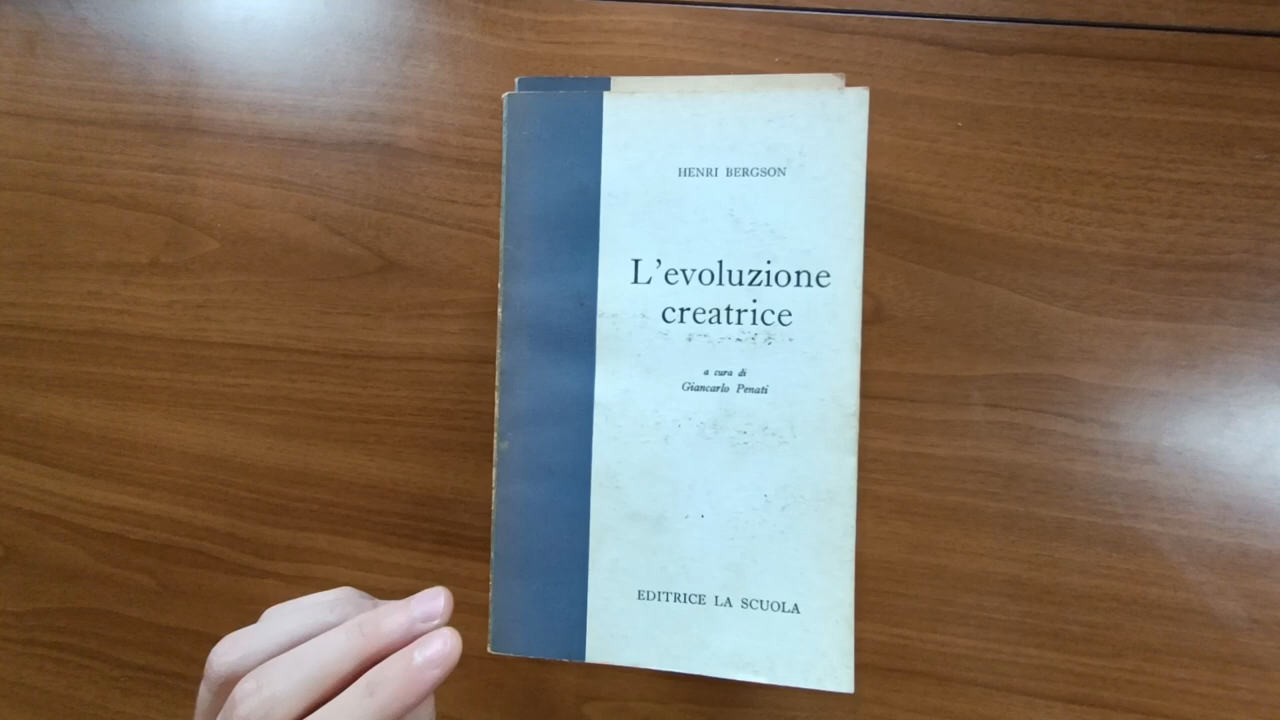 HENRI BERGSON
L'evoluzione
creatrice
a cura di
Giancarlo Penati
EDITRICE LA SCUOLA